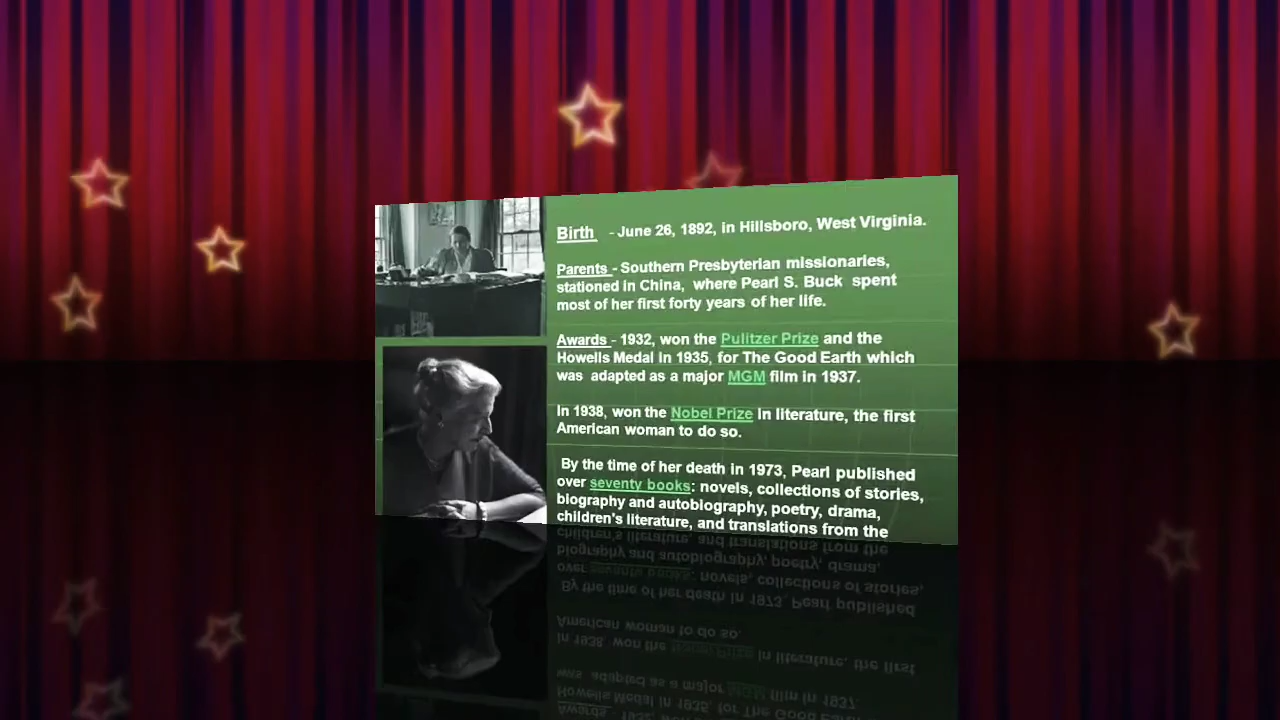 Birth - June 26, 1892, in Hillsboro, West Virginia.
Parents - Southern Presbyterian missionaries,
stationed in China, where Pearl S. Buck spent
most of her first forty years of her life.
Awards - 1932, won the Pulitzer Prize and the
Howells Medal in 1935, for The Good Earth which
was adapted as a major MGM film in 1937.
In 1938, won the Nobel Prize in literature, the first
American woman to do so.
By the time of her death in 1973, Pearl published
over seventy books: novels, collections of stories,
biography and autobiography, poetry, drama,
children's literature, and translations from the